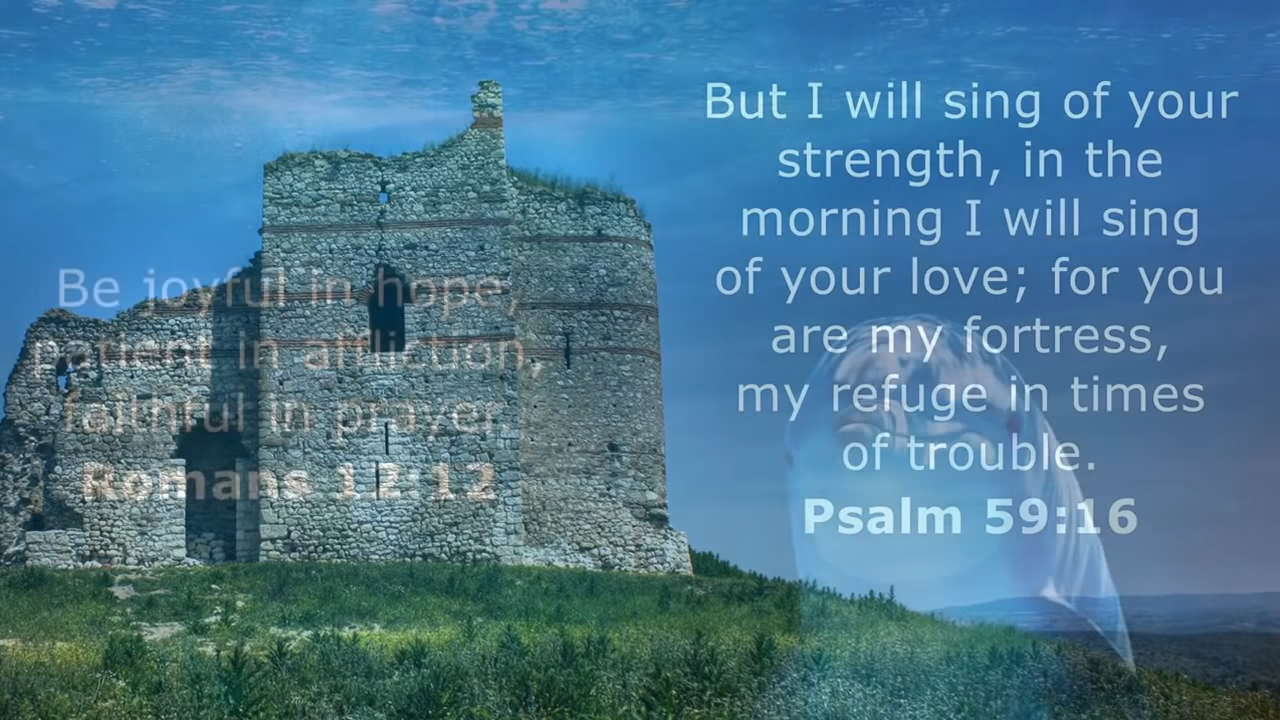 But I will sing of your
strength, in the
morning I will sing
of your love; for you
are my fortress,
my refuge in times
of trouble.
Psalm 59:16
Be joyful in hope,
patient in affliction,
faithful in prayer.
Romans 12:12